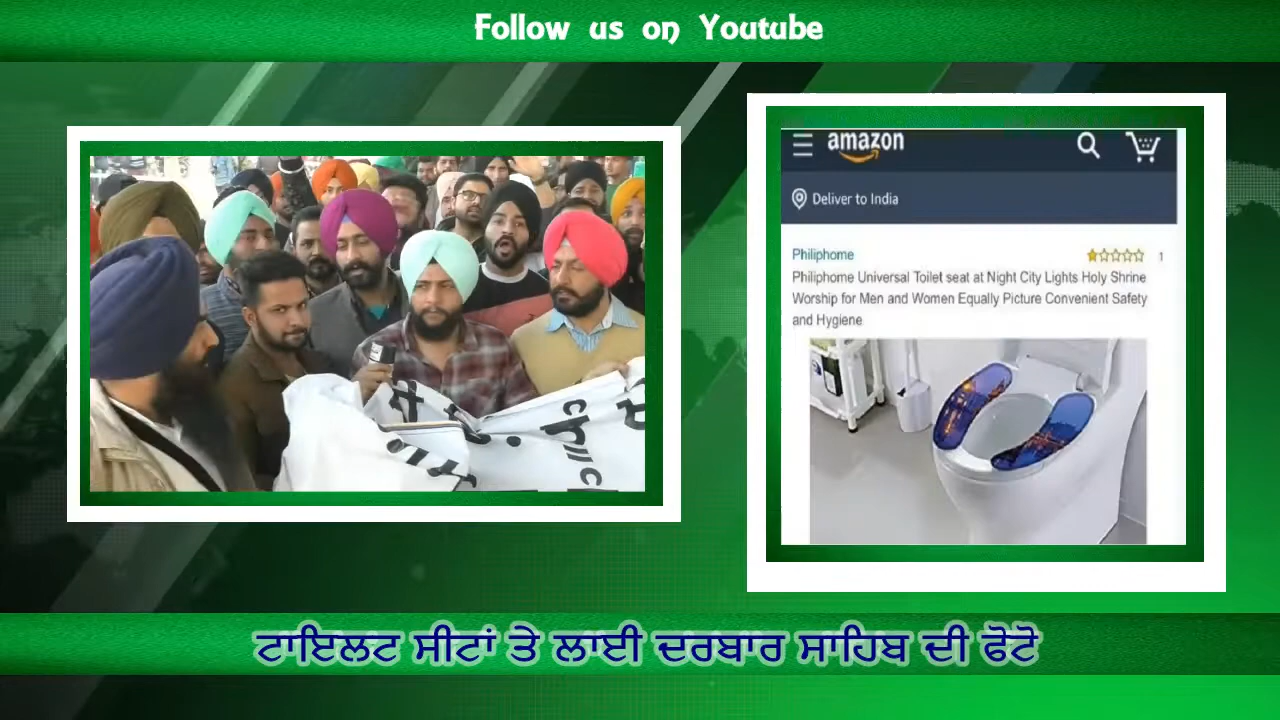 Follow us on Youtube
amazon
Deliver to India
Philiphome
1
Philiphome Universal Toilet seat at Night City Lights Holy Shrine
Worship for Men and Women Equally Picture Convenient Safety
and Hygiene
ਟਾਇਲਟ ਸੀਟਾਂ ਤੇ ਲਾਈ ਦਰਬਾਰ ਸਾਹਿਬ ਦੀ ਫੋਟੋ